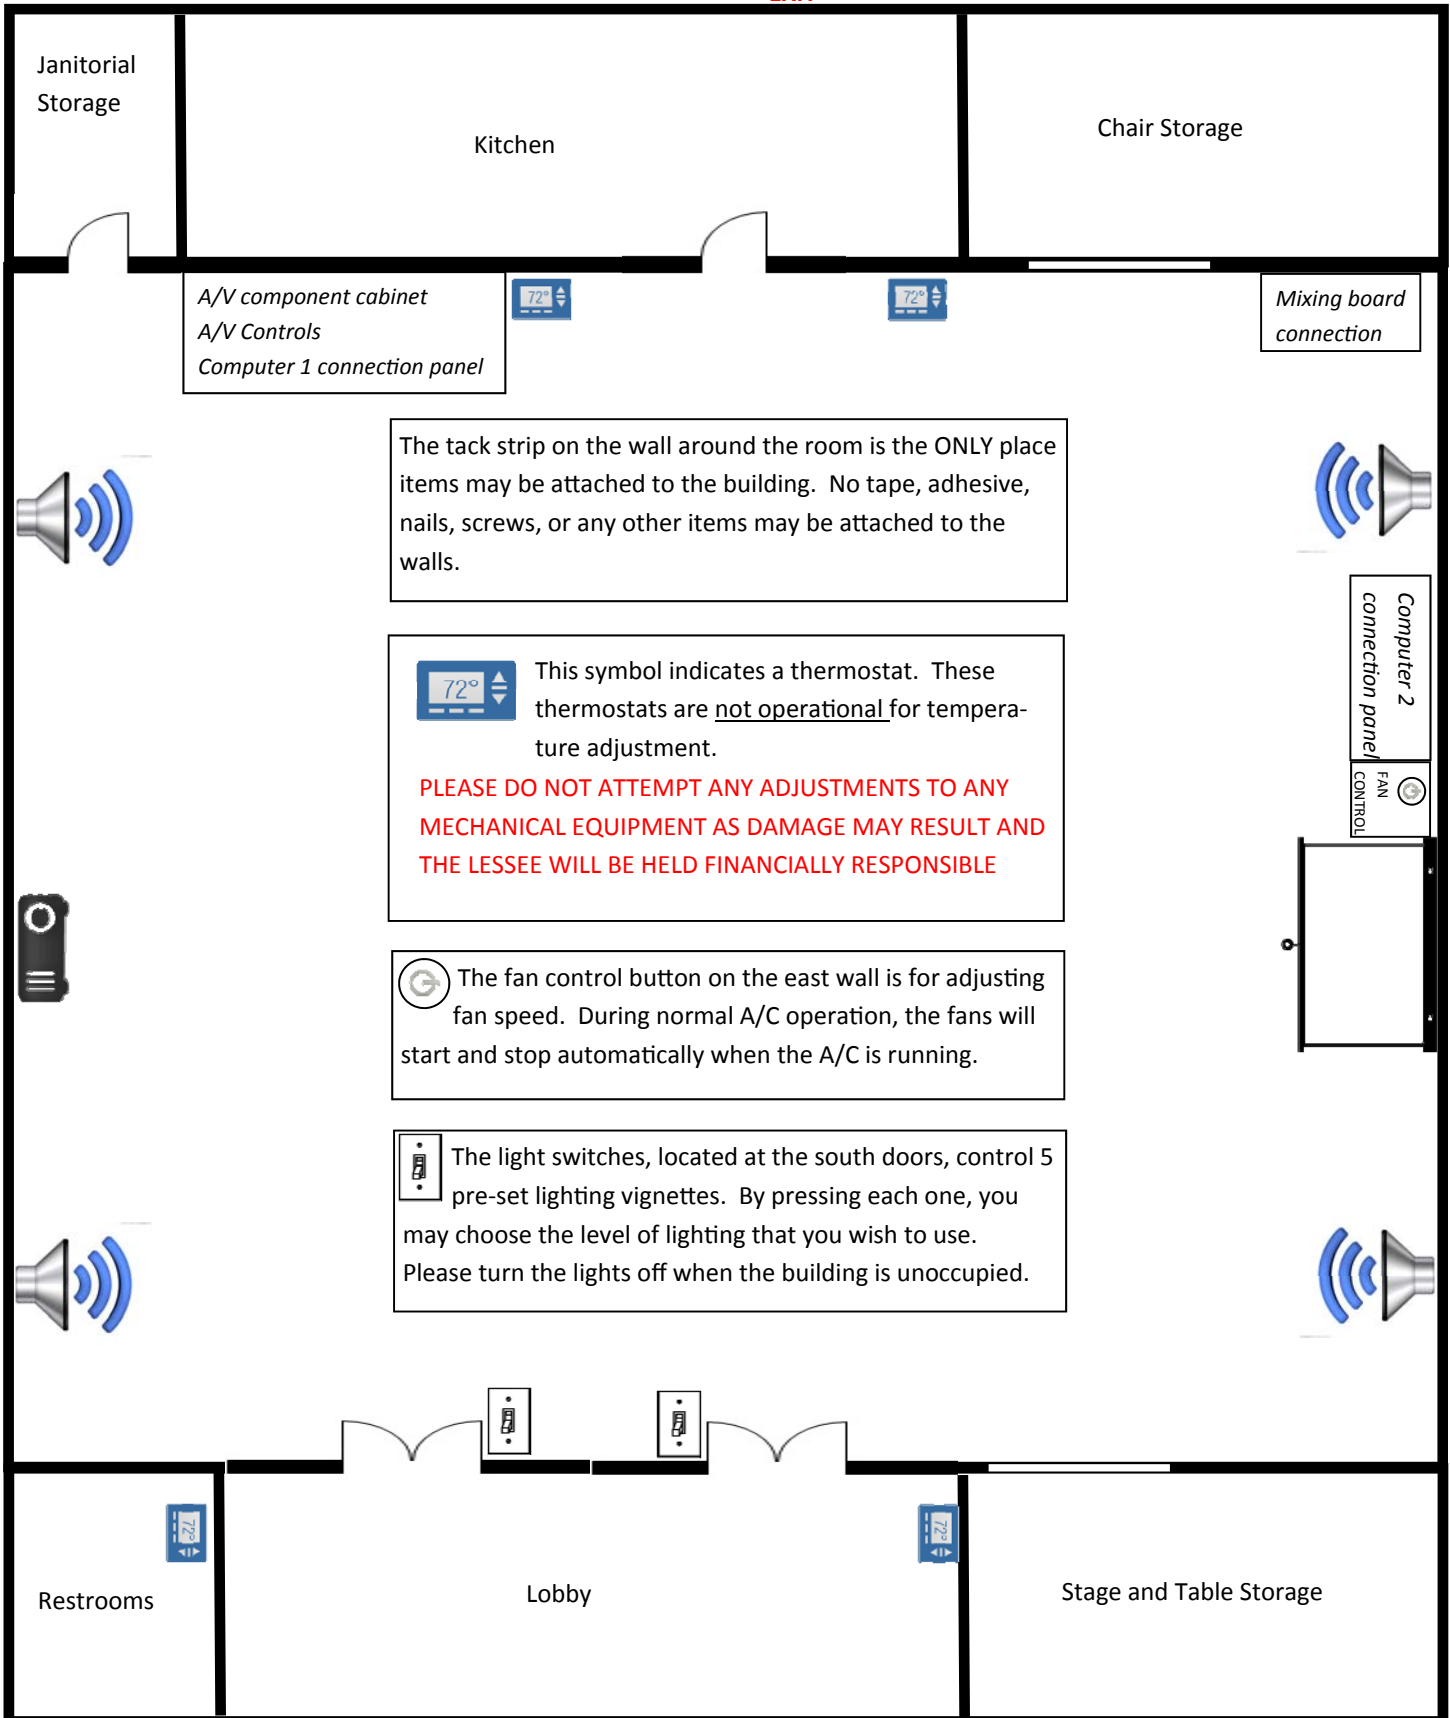 Janitorial
Storage
Kitchen
Chair Storage
A/V component cabinet
A/V Controls
Computer 1 connection panel
72°
72°
Mixing board
connection
The tack strip on the wall around the room is the ONLY place
items may be attached to the building.  No tape, adhesive,
nails, screws, or any other items may be attached to the
walls.
Computer 2
connection panel
72°
This symbol indicates a thermostat.  These
thermostats are not operational for tempera-
ture adjustment.
PLEASE DO NOT ATTEMPT ANY ADJUSTMENTS TO ANY
MECHANICAL EQUIPMENT AS DAMAGE MAY RESULT AND
THE LESSEE WILL BE HELD FINANCIALLY RESPONSIBLE
FAN
CONTROL
The fan control button on the east wall is for adjusting
fan speed.  During normal A/C operation, the fans will
start and stop automatically when the A/C is running.
The light switches, located at the south doors, control 5
pre-set lighting vignettes.  By pressing each one, you
may choose the level of lighting that you wish to use.
Please turn the lights off when the building is unoccupied.
72°
72°
Restrooms
Lobby
Stage and Table Storage